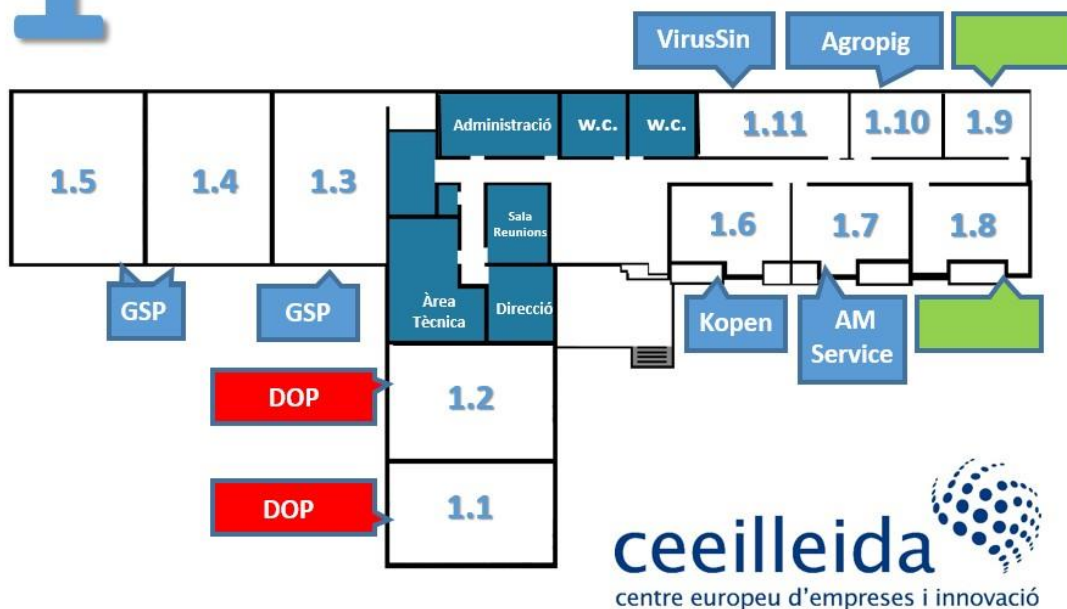 VirusSin
Agropig
Administració
w.c.
w.c.
1.11
1.10
1.9
1.5
1.4
1.3
Sala
Reunions
1.6
1.7
1.8
GSP
GSP
Àrea
Tècnica
Direcció
Kopen
AM
Service
DOP
1.2
DOP
1.1
ceeilleida
centre europeu d'empreses i innovació